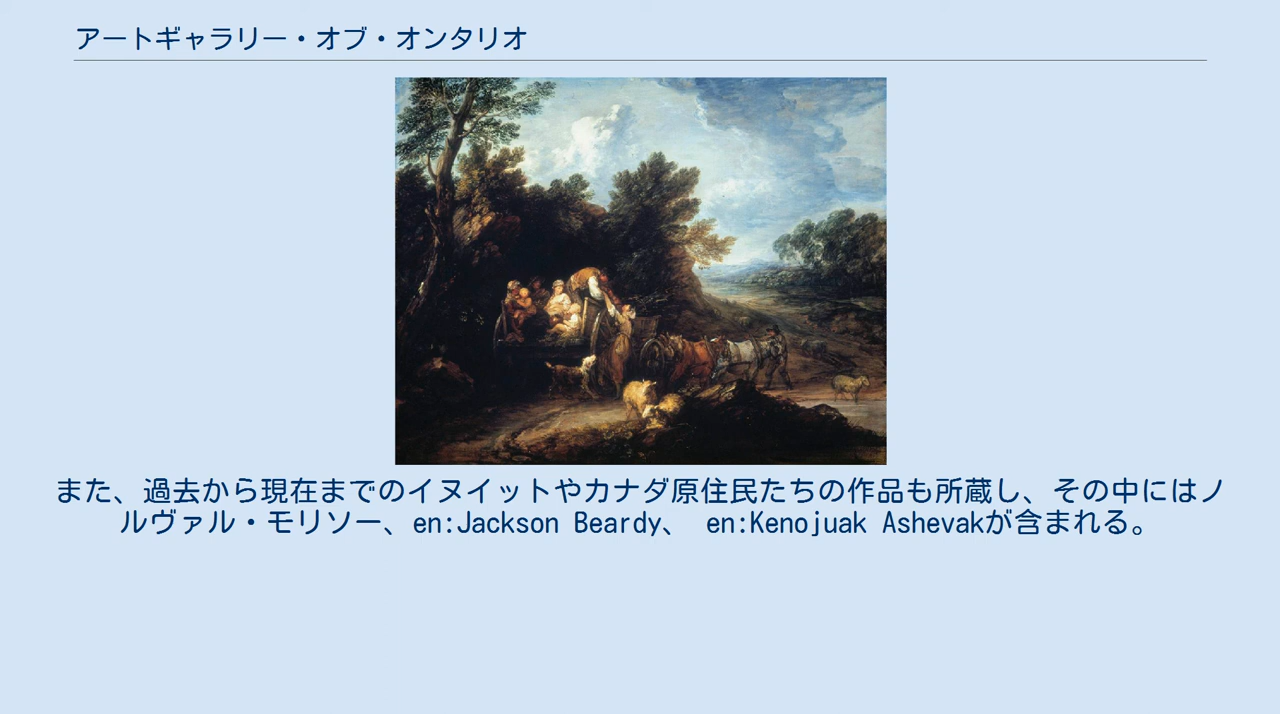 アートギャラリー・オブ・オンタリオ
また、過去から現在までのイヌイットやカナダ原住民たちの作品も所蔵し、その中にはノ
ルヴァル・モリソー、en:Jackson Beardy、 en:Kenojuak Ashevakが含まれる。